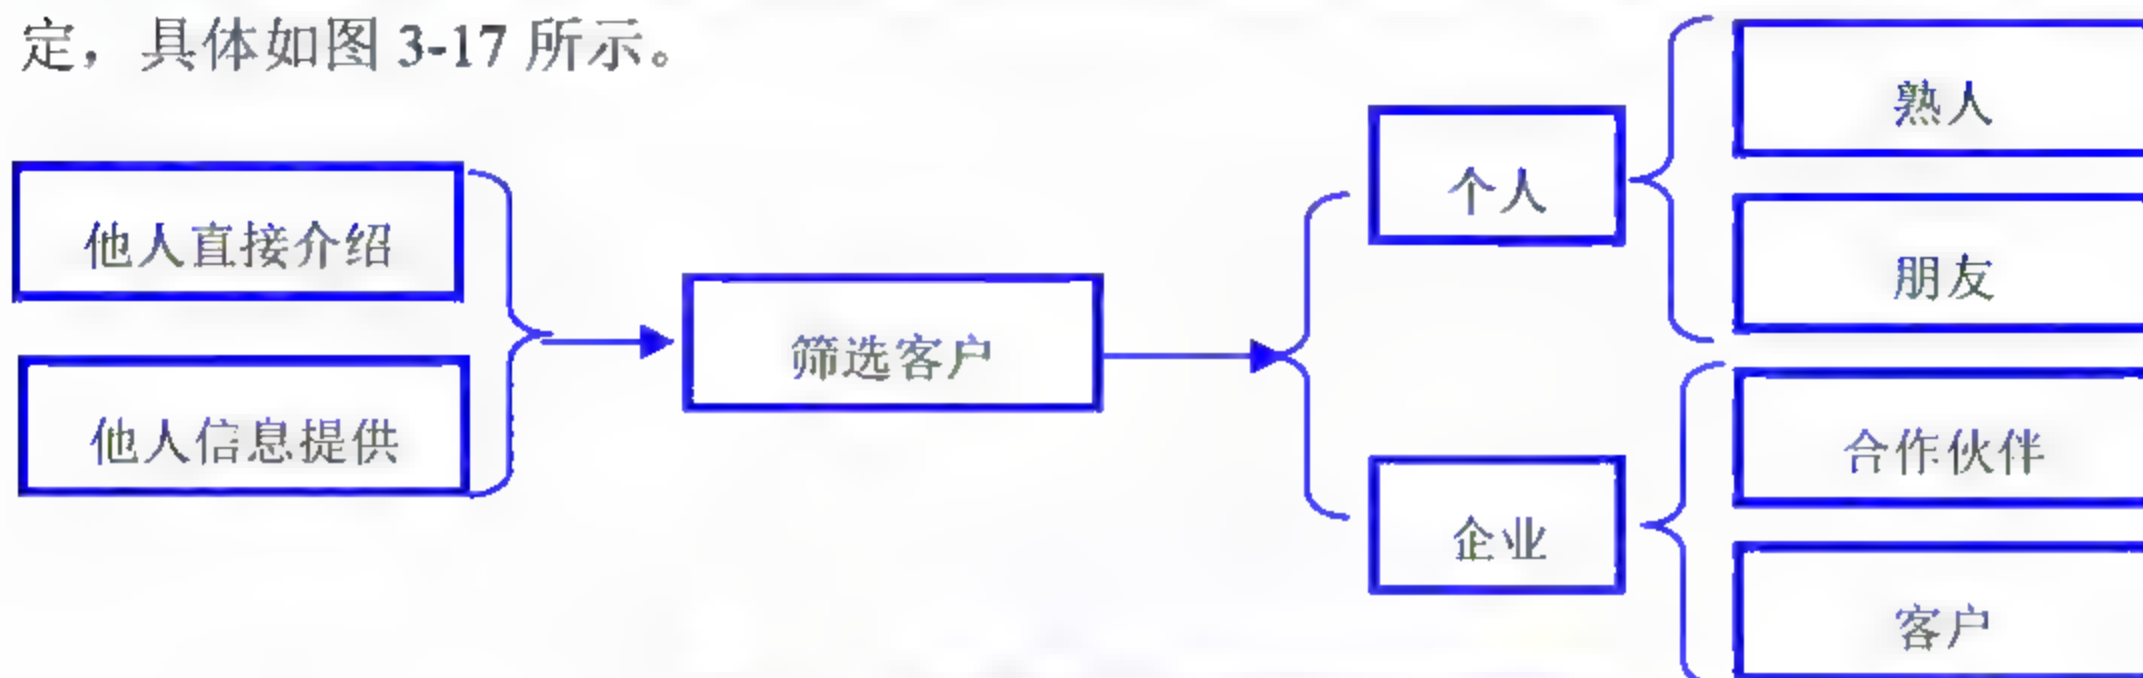 定，具体如图 3-17 所示。
他人直接介绍
他人信息提供
筛选客户
个人
企业
熟人
朋友
合作伙伴
客户